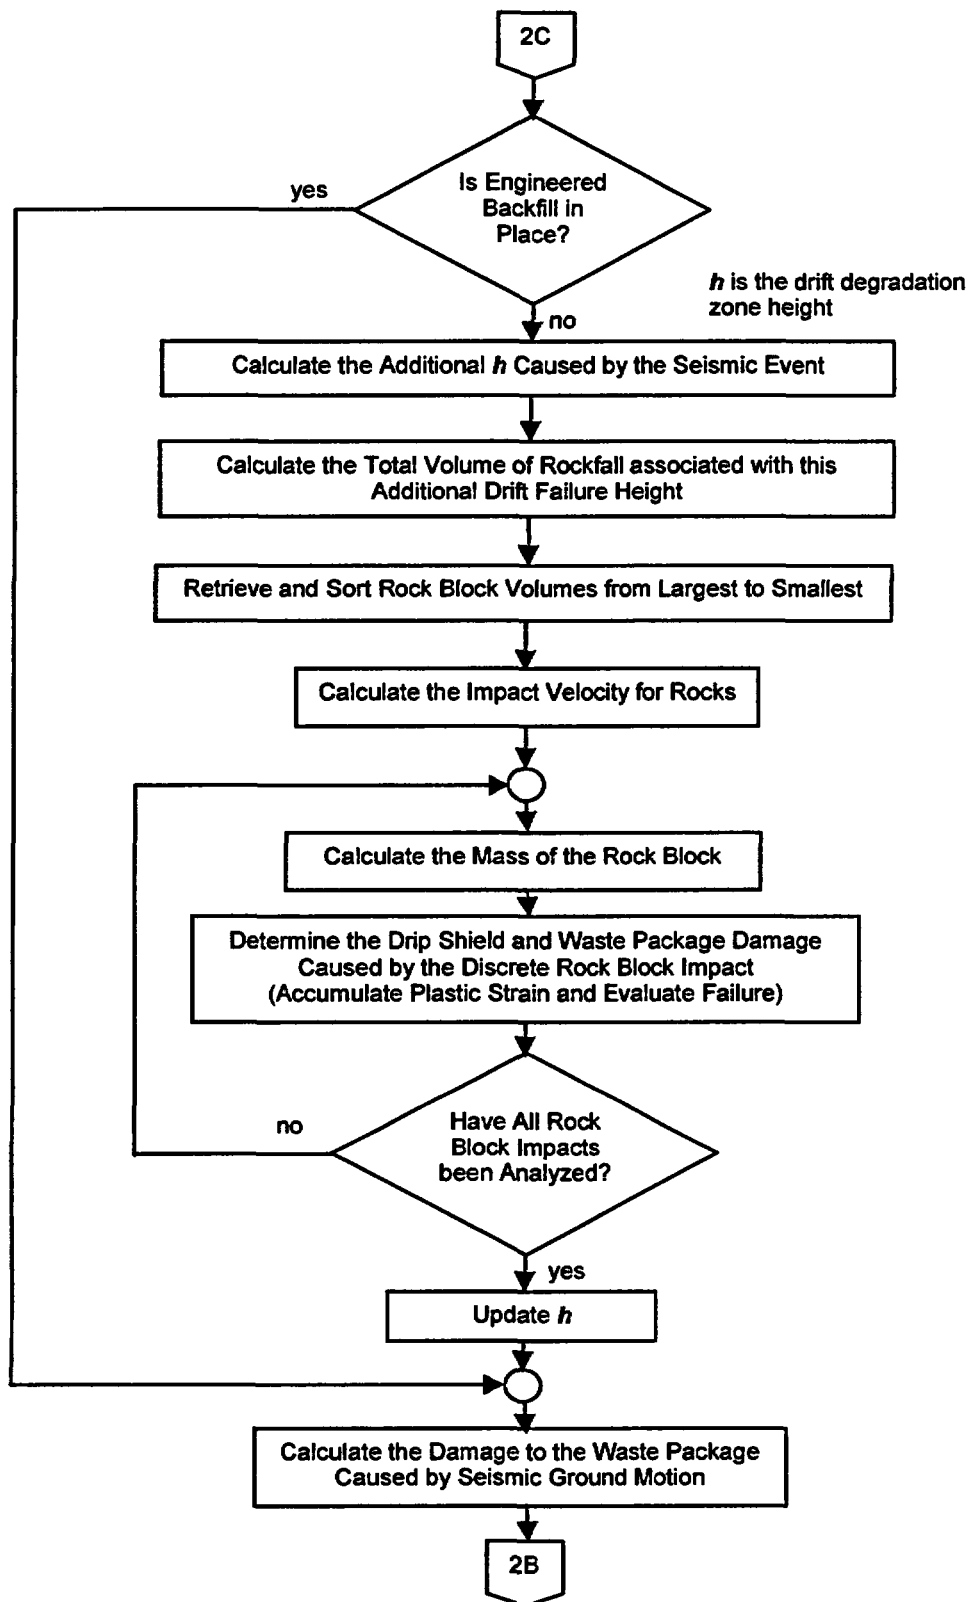 2C
Is Engineered
Backfill in
Place?
yes
h is the drift degradation
zone height
no
Calculate the Additional h Caused by the Seismic Event
Calculate the Total Volume of Rockfall associated with this
Additional Drift Failure Height
Retrieve and Sort Rock Block Volumes from Largest to Smallest
Calculate the Impact Velocity for Rocks
Calculate the Mass of the Rock Block
Determine the Drip Shield and Waste Package Damage
Caused by the Discrete Rock Block Impact
(Accumulate Plastic Strain and Evaluate Failure)
Have All Rock
Block Impacts
been Analyzed?
no
yes
Update h
Calculate the Damage to the Waste Package
Caused by Seismic Ground Motion
2B